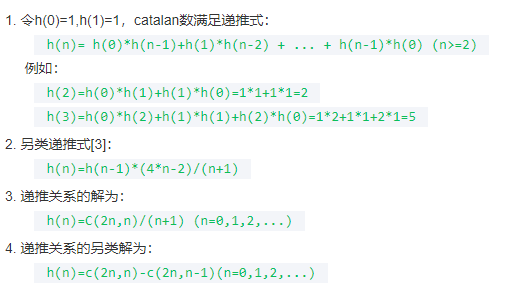 1. 令h(0)=1,h(1)=1，catalan数满足递推式：
h(n)= h(0)*h(n-1)+h(1)*h(n-2) + ... + h(n-1)*h(0) (n>=2)
例如：
h(2)=h(0)*h(1)+h(1)*h(0)=1*1+1*1=2
h(3)=h(0)*h(2)+h(1)*h(1)+h(2)*h(0)=1*2+1*1+2*1=5
2. 另类递推式[3]：
h(n)=h(n-1)*(4*n-2)/(n+1)
3. 递推关系的解为：
h(n)=C(2n,n)/(n+1) (n=0,1,2,...)
4. 递推关系的另类解为：
h(n)=c(2n,n)-c(2n,n-1)(n=0,1,2,...)